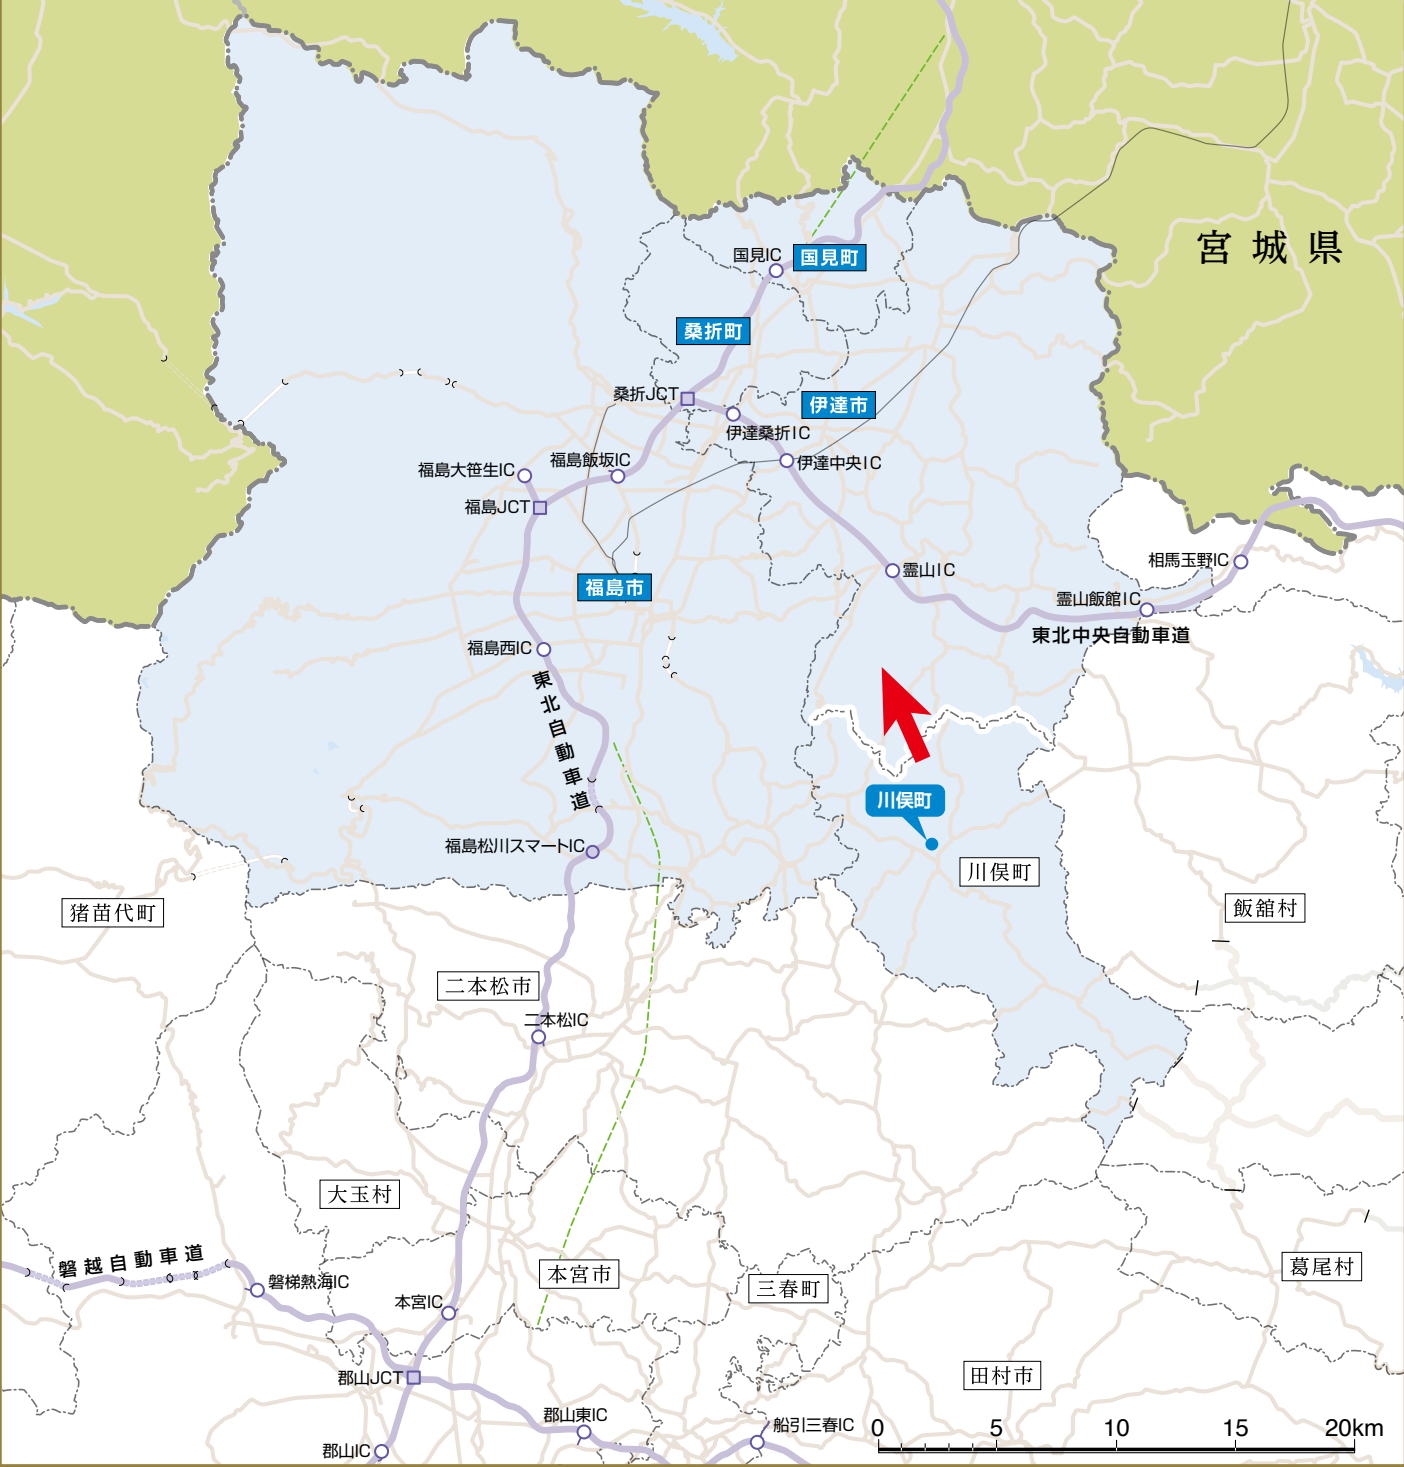 宮城県
国見IC
国見町
桑折町
桑折JCT
伊達市
伊達桑折IC
福島大笹生IC
福島飯坂IC
伊達中央IC
福島JCT
霊山IC
相馬玉野IC
福島市
霊山飯館IC
東北中央自動車道
福島西IC
東北自動車道
川俣町
福島松川スマートIC
川俣町
猪苗代町
飯舘村
二本松市
二本松IC
大玉村
磐越自動車道
磐梯熱海IC
本宮市
三春町
葛尾村
本宮IC
郡山JCT
田村市
郡山東IC
船引三春IC
0 5 10 15 20km
郡山IC